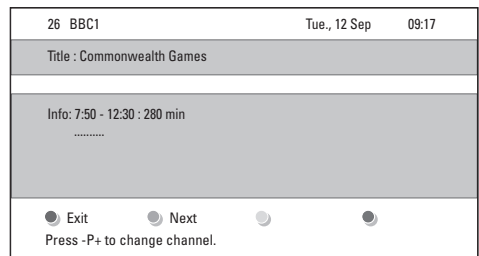 26 BBC1 Tue., 12 Sep 09:17
Title : Commonwealth Games
Info: 7:50 - 12:30 : 280 min
..........
Exit Next
Press -P+ to change channel.